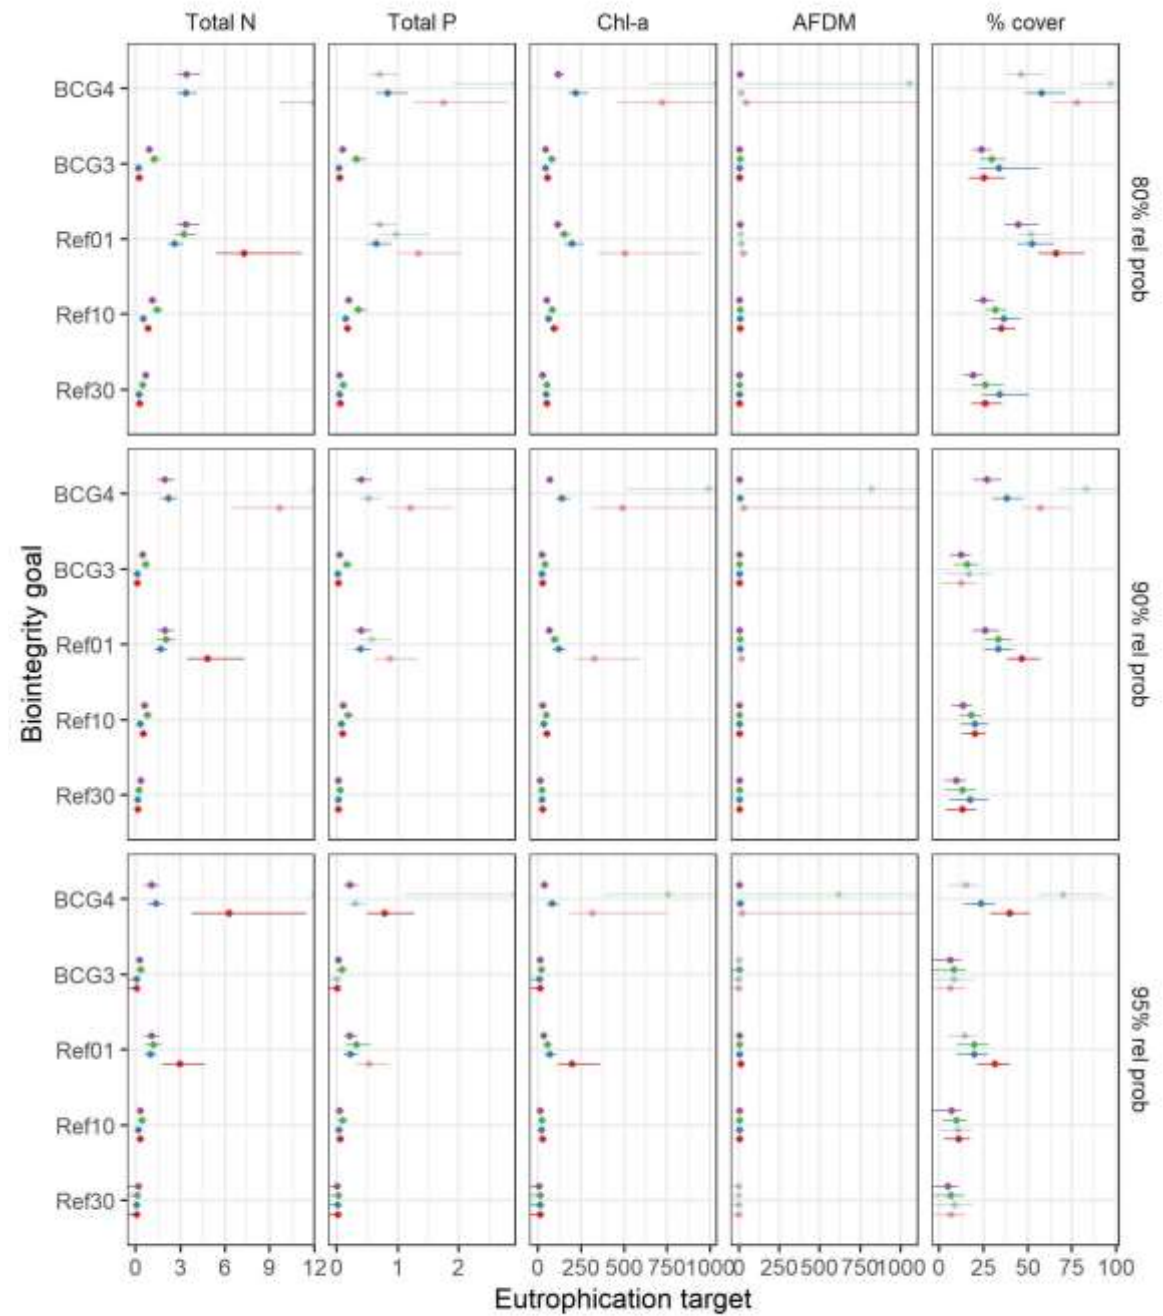 Total N Total P Chl-a AFDM % cover
BCG4
BCG3
Ref01
Ref10
Ref30
80% rel prob
BCG4
BCG3
Ref01
Ref10
Ref30
90% rel prob
BCG4
BCG3
Ref01
Ref10
Ref30
95% rel prob
Biointegrity goal
0 3 6 9 12 0 1 2 0 250 500 750 1000 0 250 500 750 1000 0 25 50 75 100
Eutrophication target